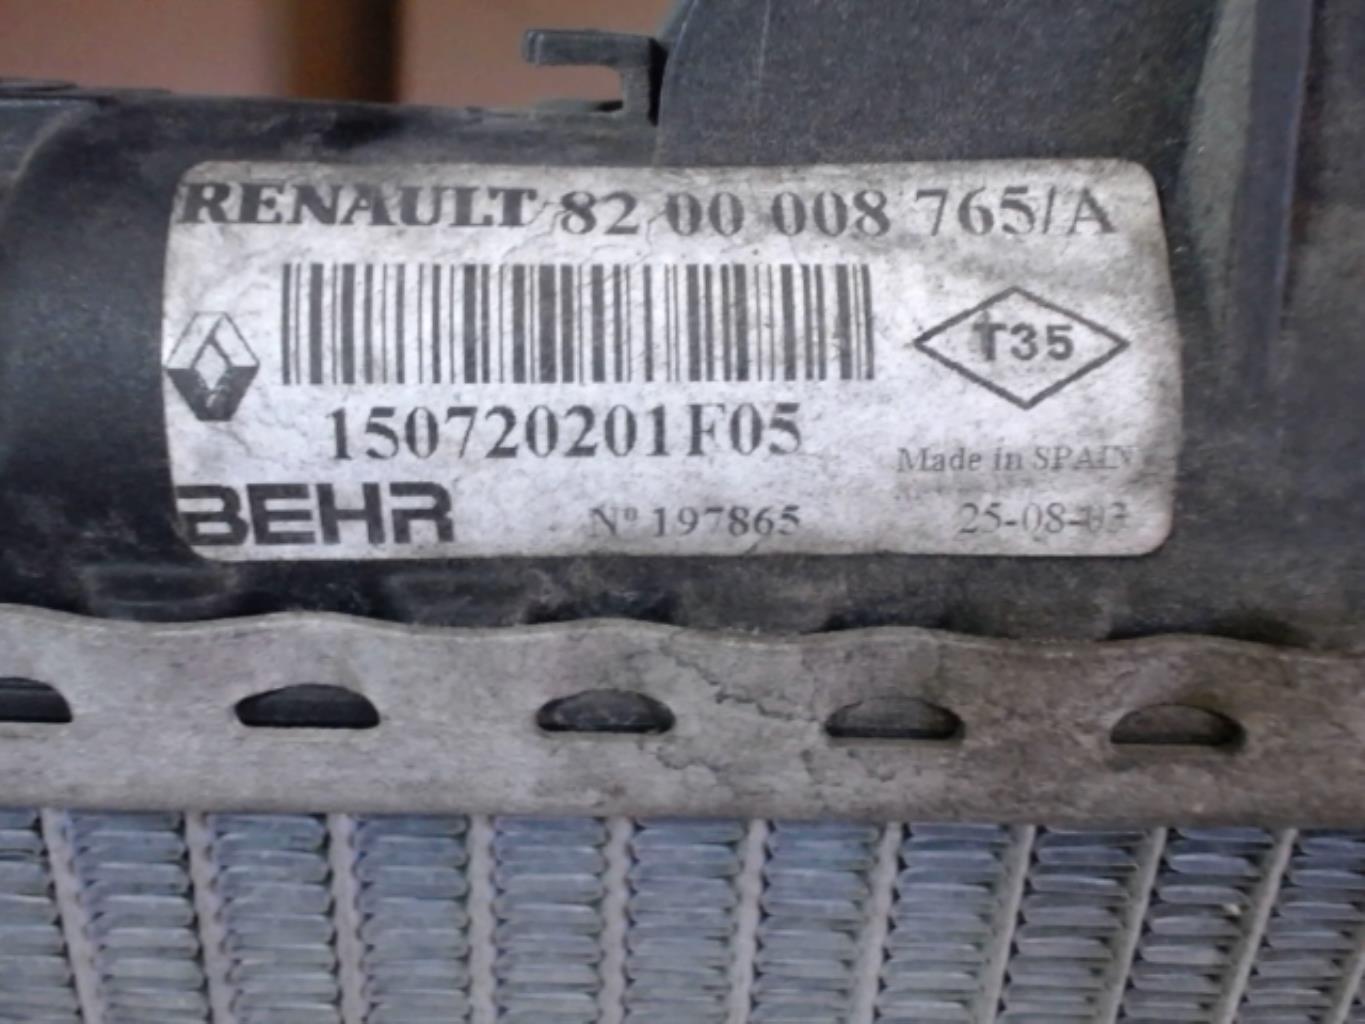 RENAULT 82 00 008 765/A
T35
150720201F05
Made in SPAIN
BEHR Nº 197865